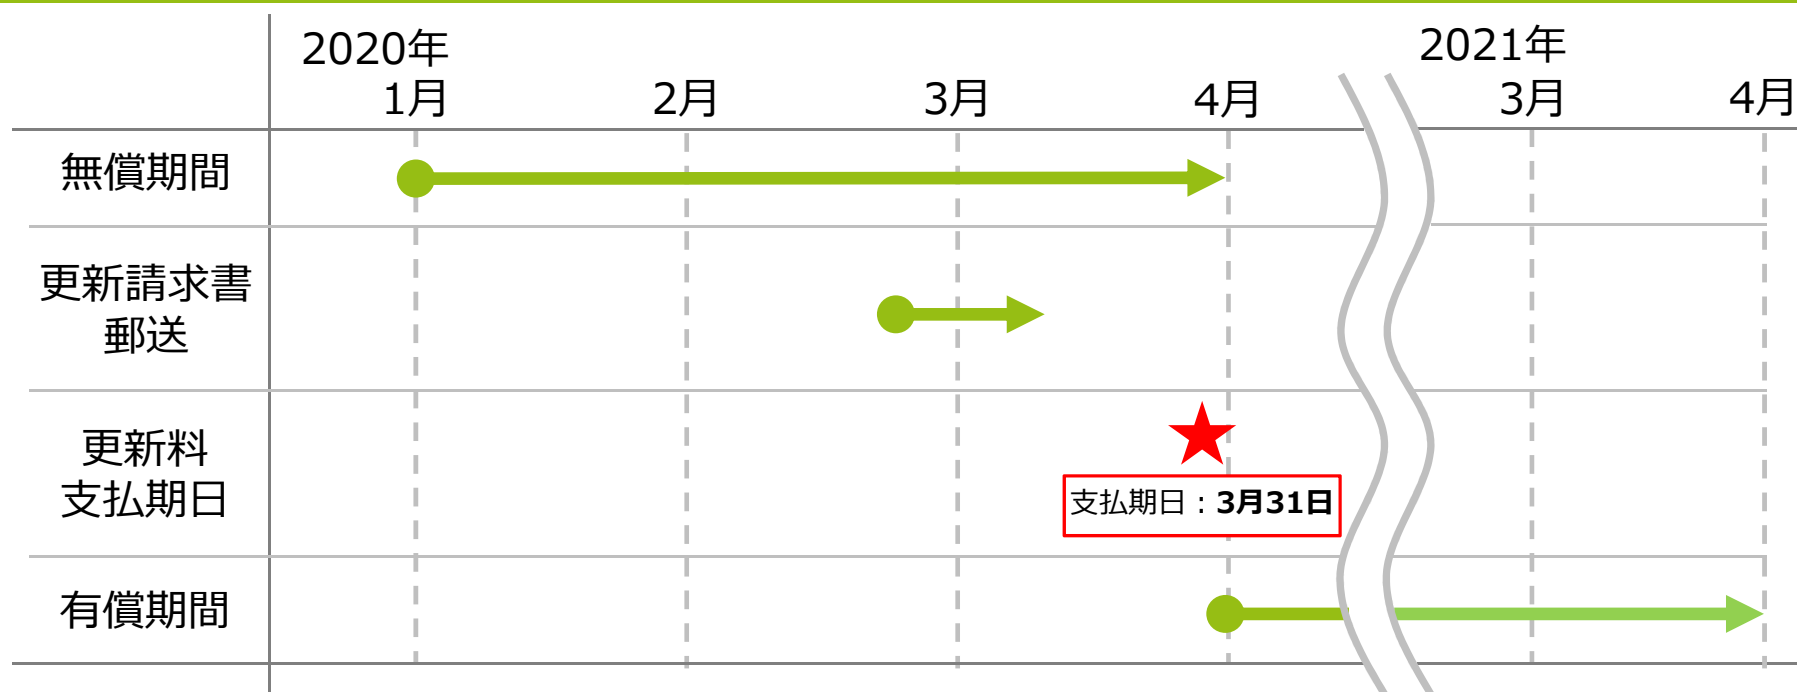 2020年
2021年
1月
2月
3月
4月
3月
4月
無償期間
更新請求書
郵送
更新料
支払期日
支払期日：3月31日
有償期間